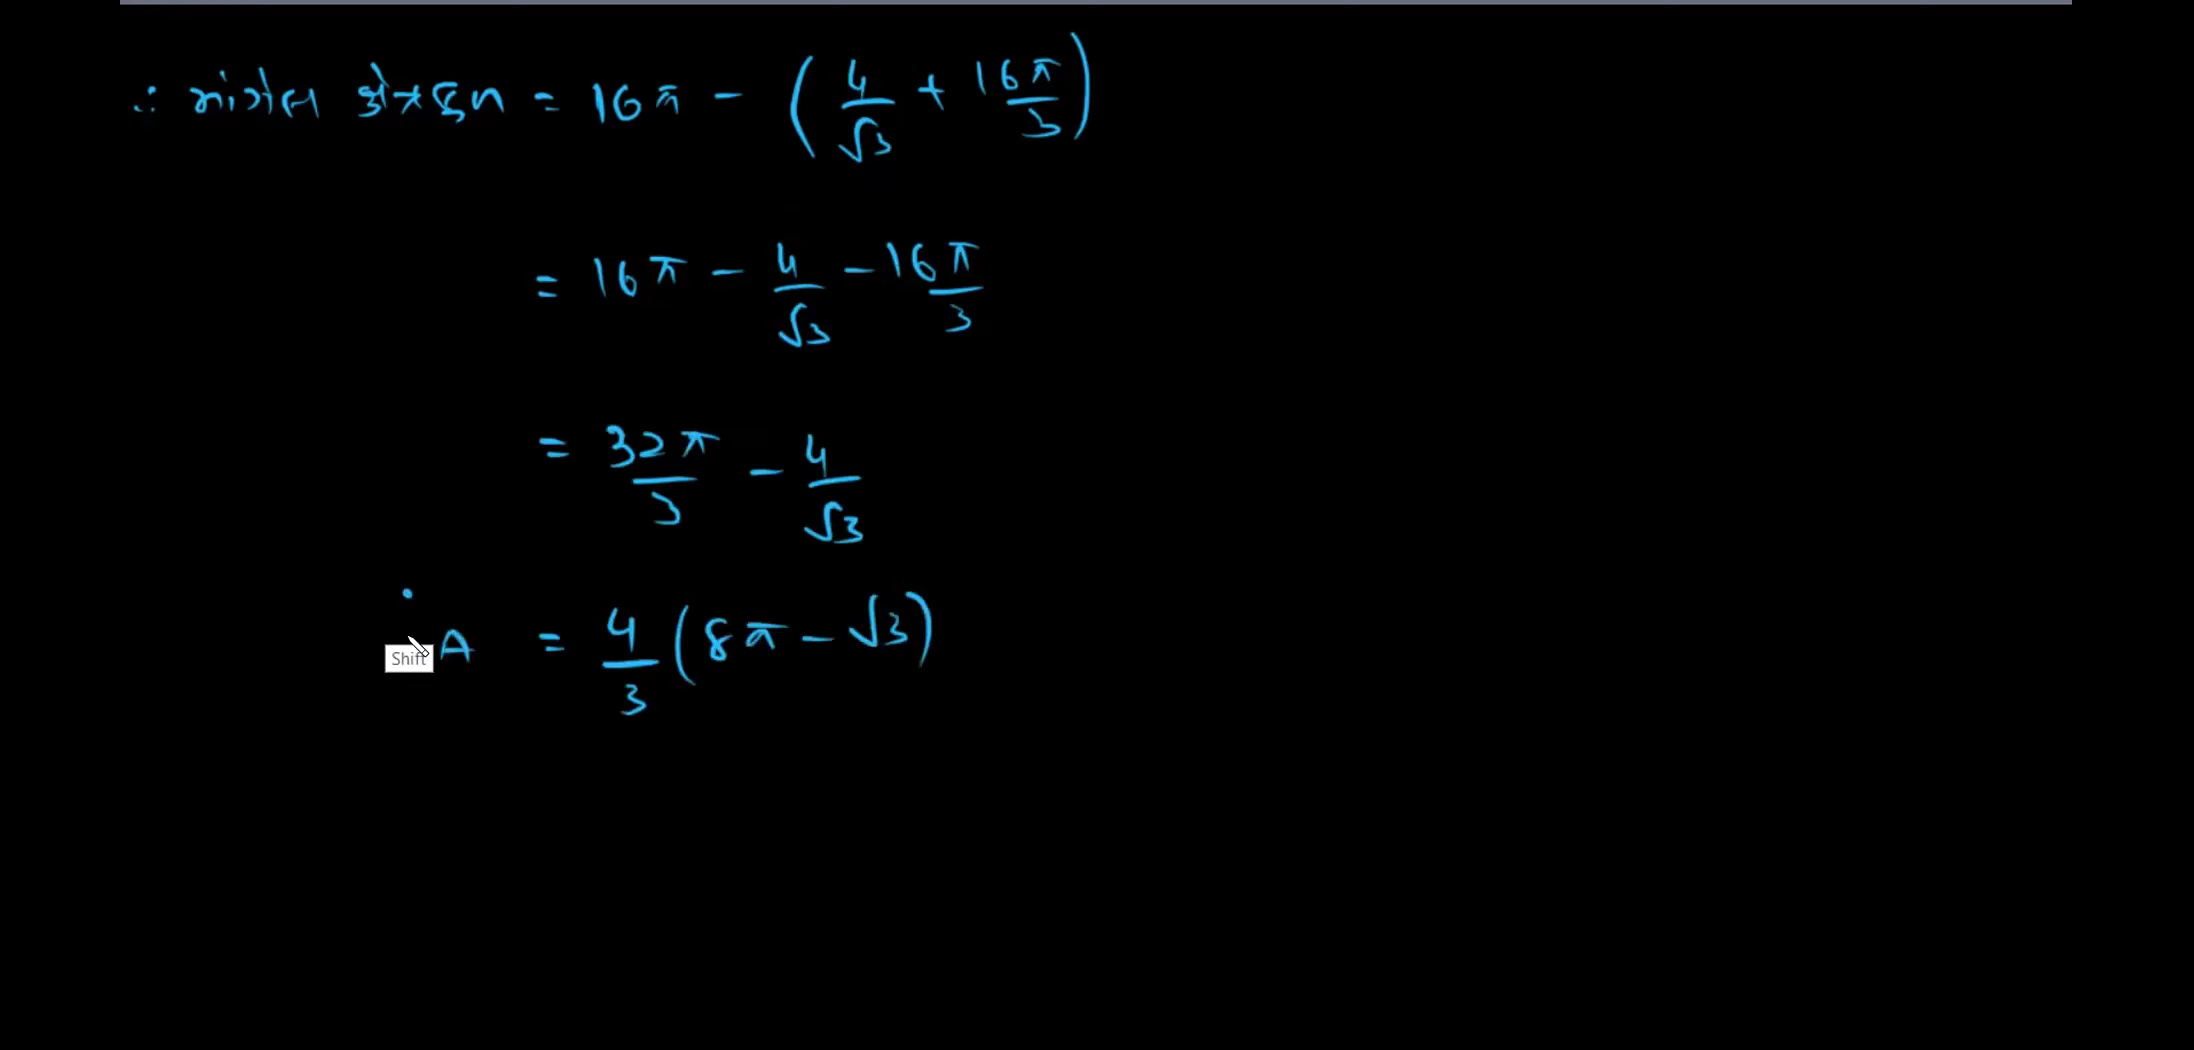 ∴ માંગેલ ક્ષેત્રફળ = 16π - (4/√3 + 16π/3)
= 16π - 4/√3 - 16π/3
= 32π/3 - 4/√3
A = 4/3 (8π - √3)
Shift